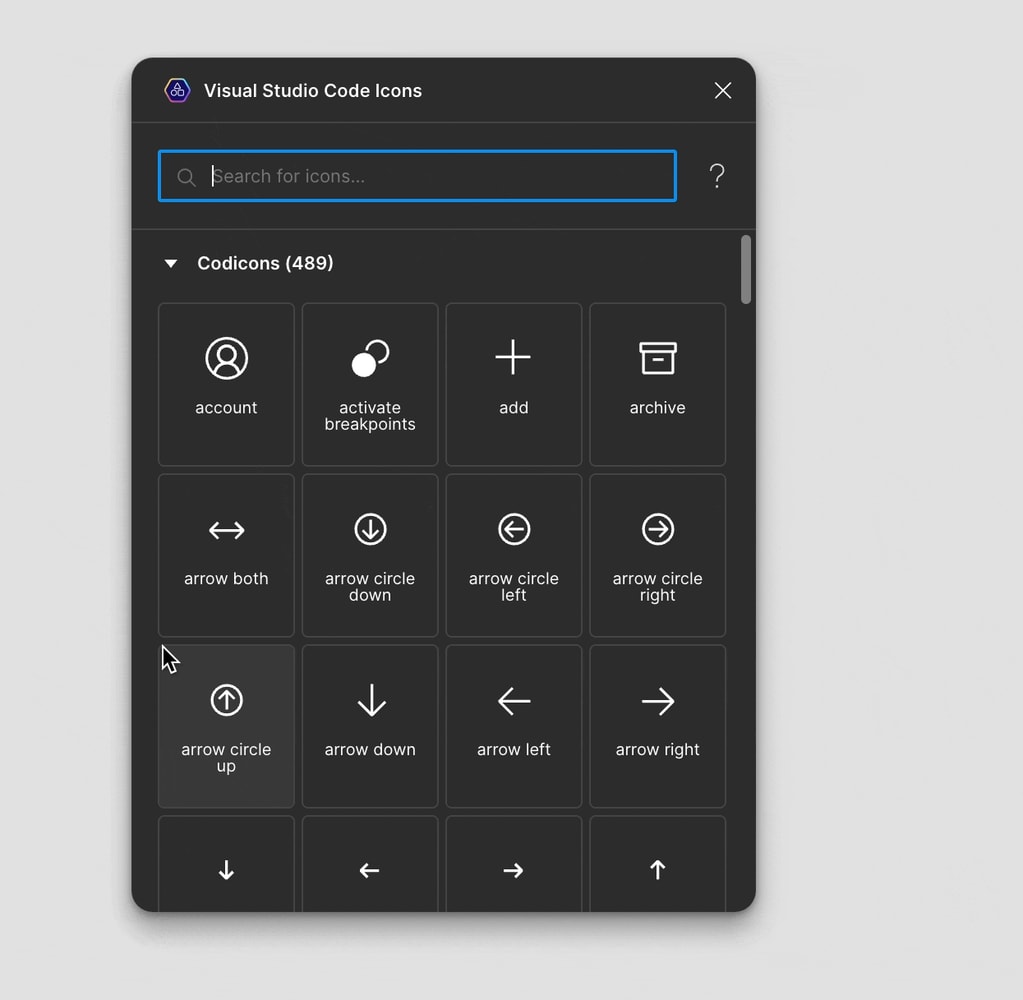 Visual Studio Code Icons
Search for icons...
Codicons (489)
account
activate
breakpoints
add
archive
arrow both
arrow circle
down
arrow circle
left
arrow circle
right
arrow circle
up
arrow down
arrow left
arrow right